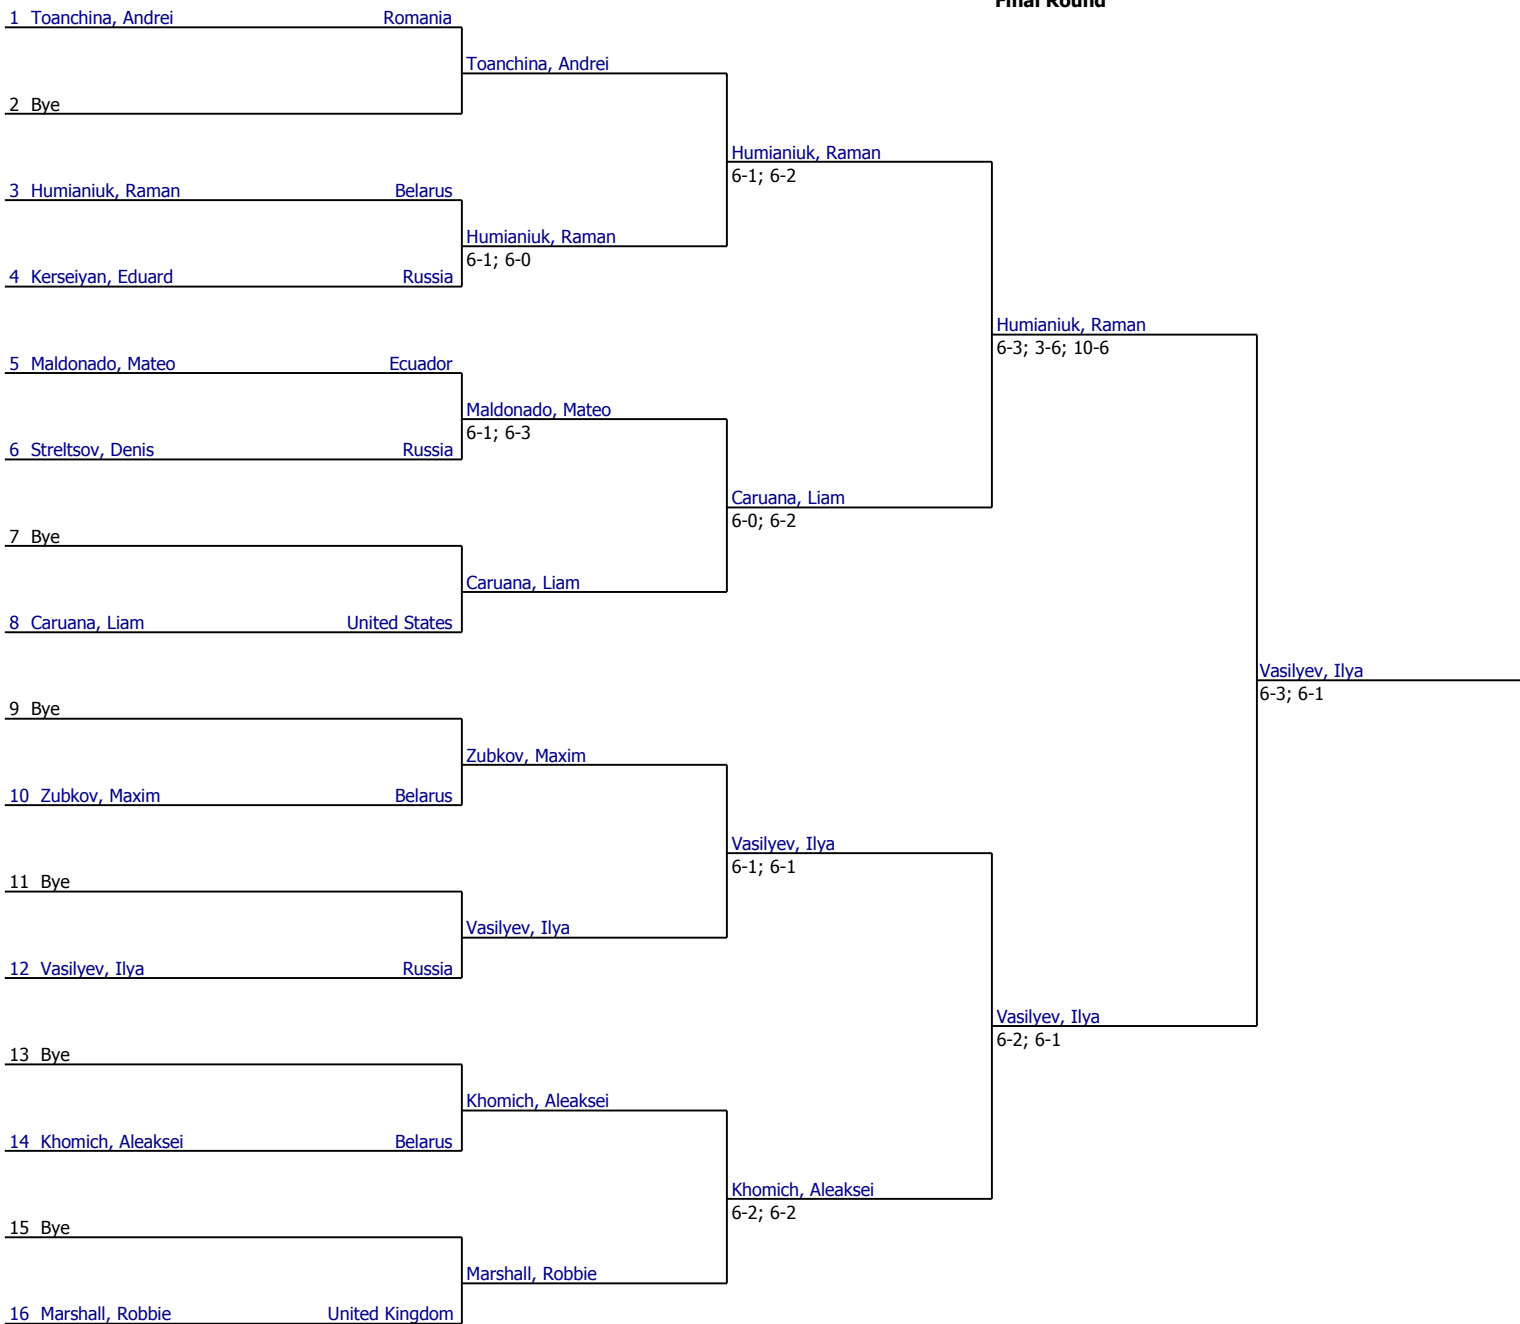 Final Round
1 Toanchina, Andrei Romania
Toanchina, Andrei
2 Bye
Humianiuk, Raman
6-1; 6-2
3 Humianiuk, Raman Belarus
Humianiuk, Raman
6-1; 6-0
4 Kerseiyan, Eduard Russia
Humianiuk, Raman
6-3; 3-6; 10-6
5 Maldonado, Mateo Ecuador
Maldonado, Mateo
6-1; 6-3
6 Streltsov, Denis Russia
Caruana, Liam
6-0; 6-2
7 Bye
Caruana, Liam
8 Caruana, Liam United States
Vasilyev, Ilya
6-3; 6-1
9 Bye
Zubkov, Maxim
10 Zubkov, Maxim Belarus
Vasilyev, Ilya
6-1; 6-1
11 Bye
Vasilyev, Ilya
12 Vasilyev, Ilya Russia
Vasilyev, Ilya
6-2; 6-1
13 Bye
Khomich, Aleaksei
14 Khomich, Aleaksei Belarus
Khomich, Aleaksei
6-2; 6-2
15 Bye
Marshall, Robbie
16 Marshall, Robbie United Kingdom